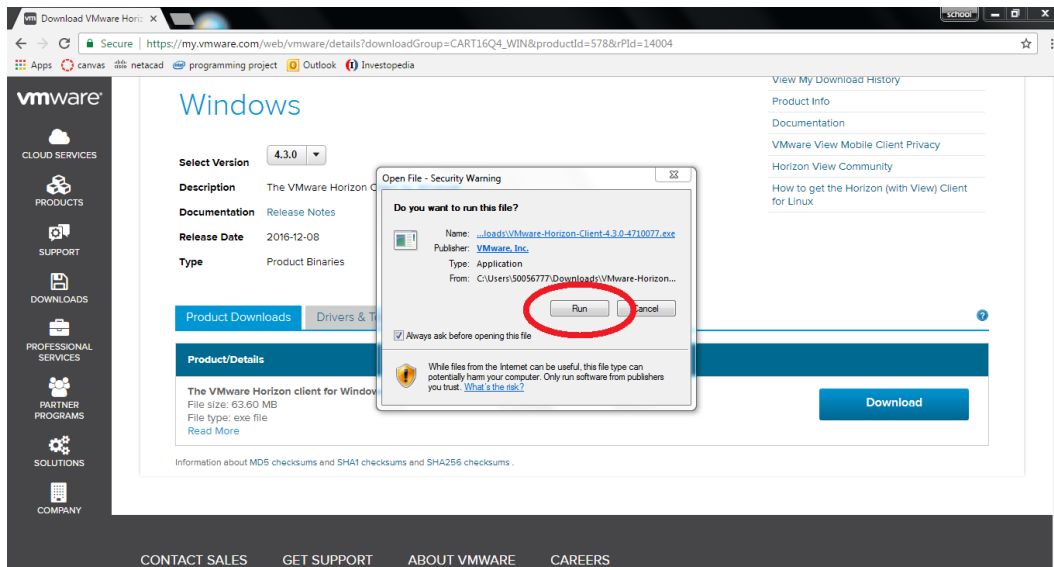 Download VMware Horiz
school
Secure | https://my.vmware.com/web/vmware/details?downloadGroup=CART16Q4_WIN&productId=578&rPId=14004
Apps canvas netacad programming project Outlook Investopedia
vmware
CLOUD SERVICES
PRODUCTS
SUPPORT
DOWNLOADS
PROFESSIONAL
SERVICES
PARTNER
PROGRAMS
SOLUTIONS
COMPANY
Windows
Select Version 4.3.0
Description The VMware Horizon
Documentation Release Notes
Release Date 2016-12-08
Type Product Binaries
View My Download History
Product Info
Documentation
VMware View Mobile Client Privacy
Horizon View Community
How to get the Horizon (with View) Client
for Linux
Open File - Security Warning
Do you want to run this file?
Name: ...loads\VMware-Horizon-Client-4.3.0-4710077.exe
Publisher: VMware, Inc.
Type: Application
From: C:\Users\50056777\Downloads\VMware-Horizon...
Run Cancel
Always ask before opening this file
While files from the Internet can be useful, this file type can
potentially harm your computer. Only run software from publishers
you trust. What's the risk?
Product Downloads Drivers & T
Product/Details
The VMware Horizon client for Window
File size: 63.60 MB
File type: exe file
Read More
Download
Information about MD5 checksums and SHA1 checksums and SHA256 checksums .
CONTACT SALES GET SUPPORT ABOUT VMWARE CAREERS